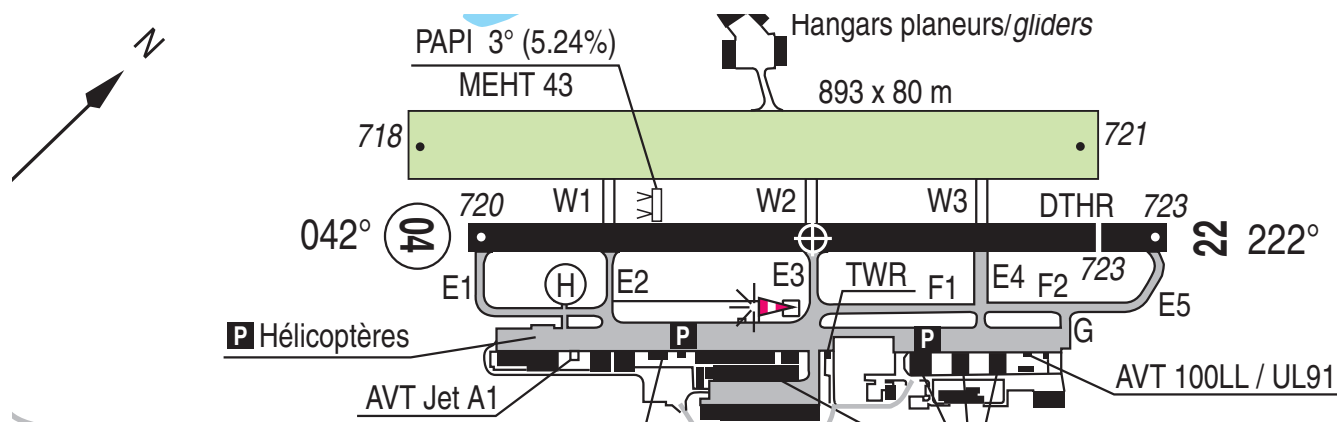 N
Hangars planeurs/gliders
PAPI 3° (5.24%)
MEHT 43
893 x 80 m
718
721
720
W1
W2
W3
DTHR
723
042°
04
22
222°
E1
H
E2
E3
TWR
F1
E4
F2
723
E5
P Hélicoptères
P
P
G
AVT Jet A1
AVT 100LL / UL91